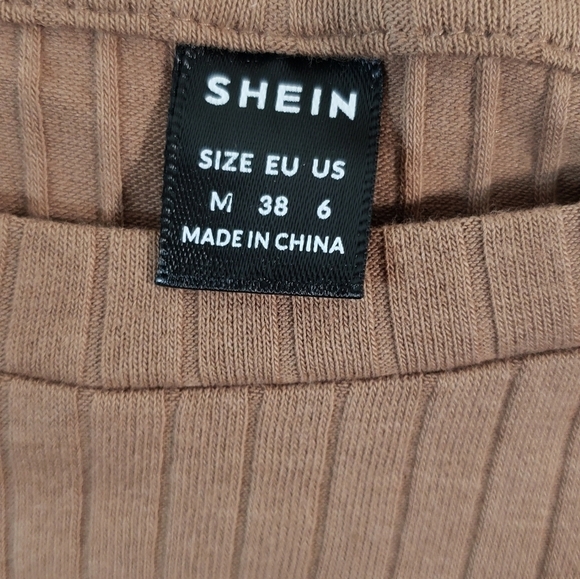 SHEIN
SIZE EU US
M 38 6
MADE IN CHINA